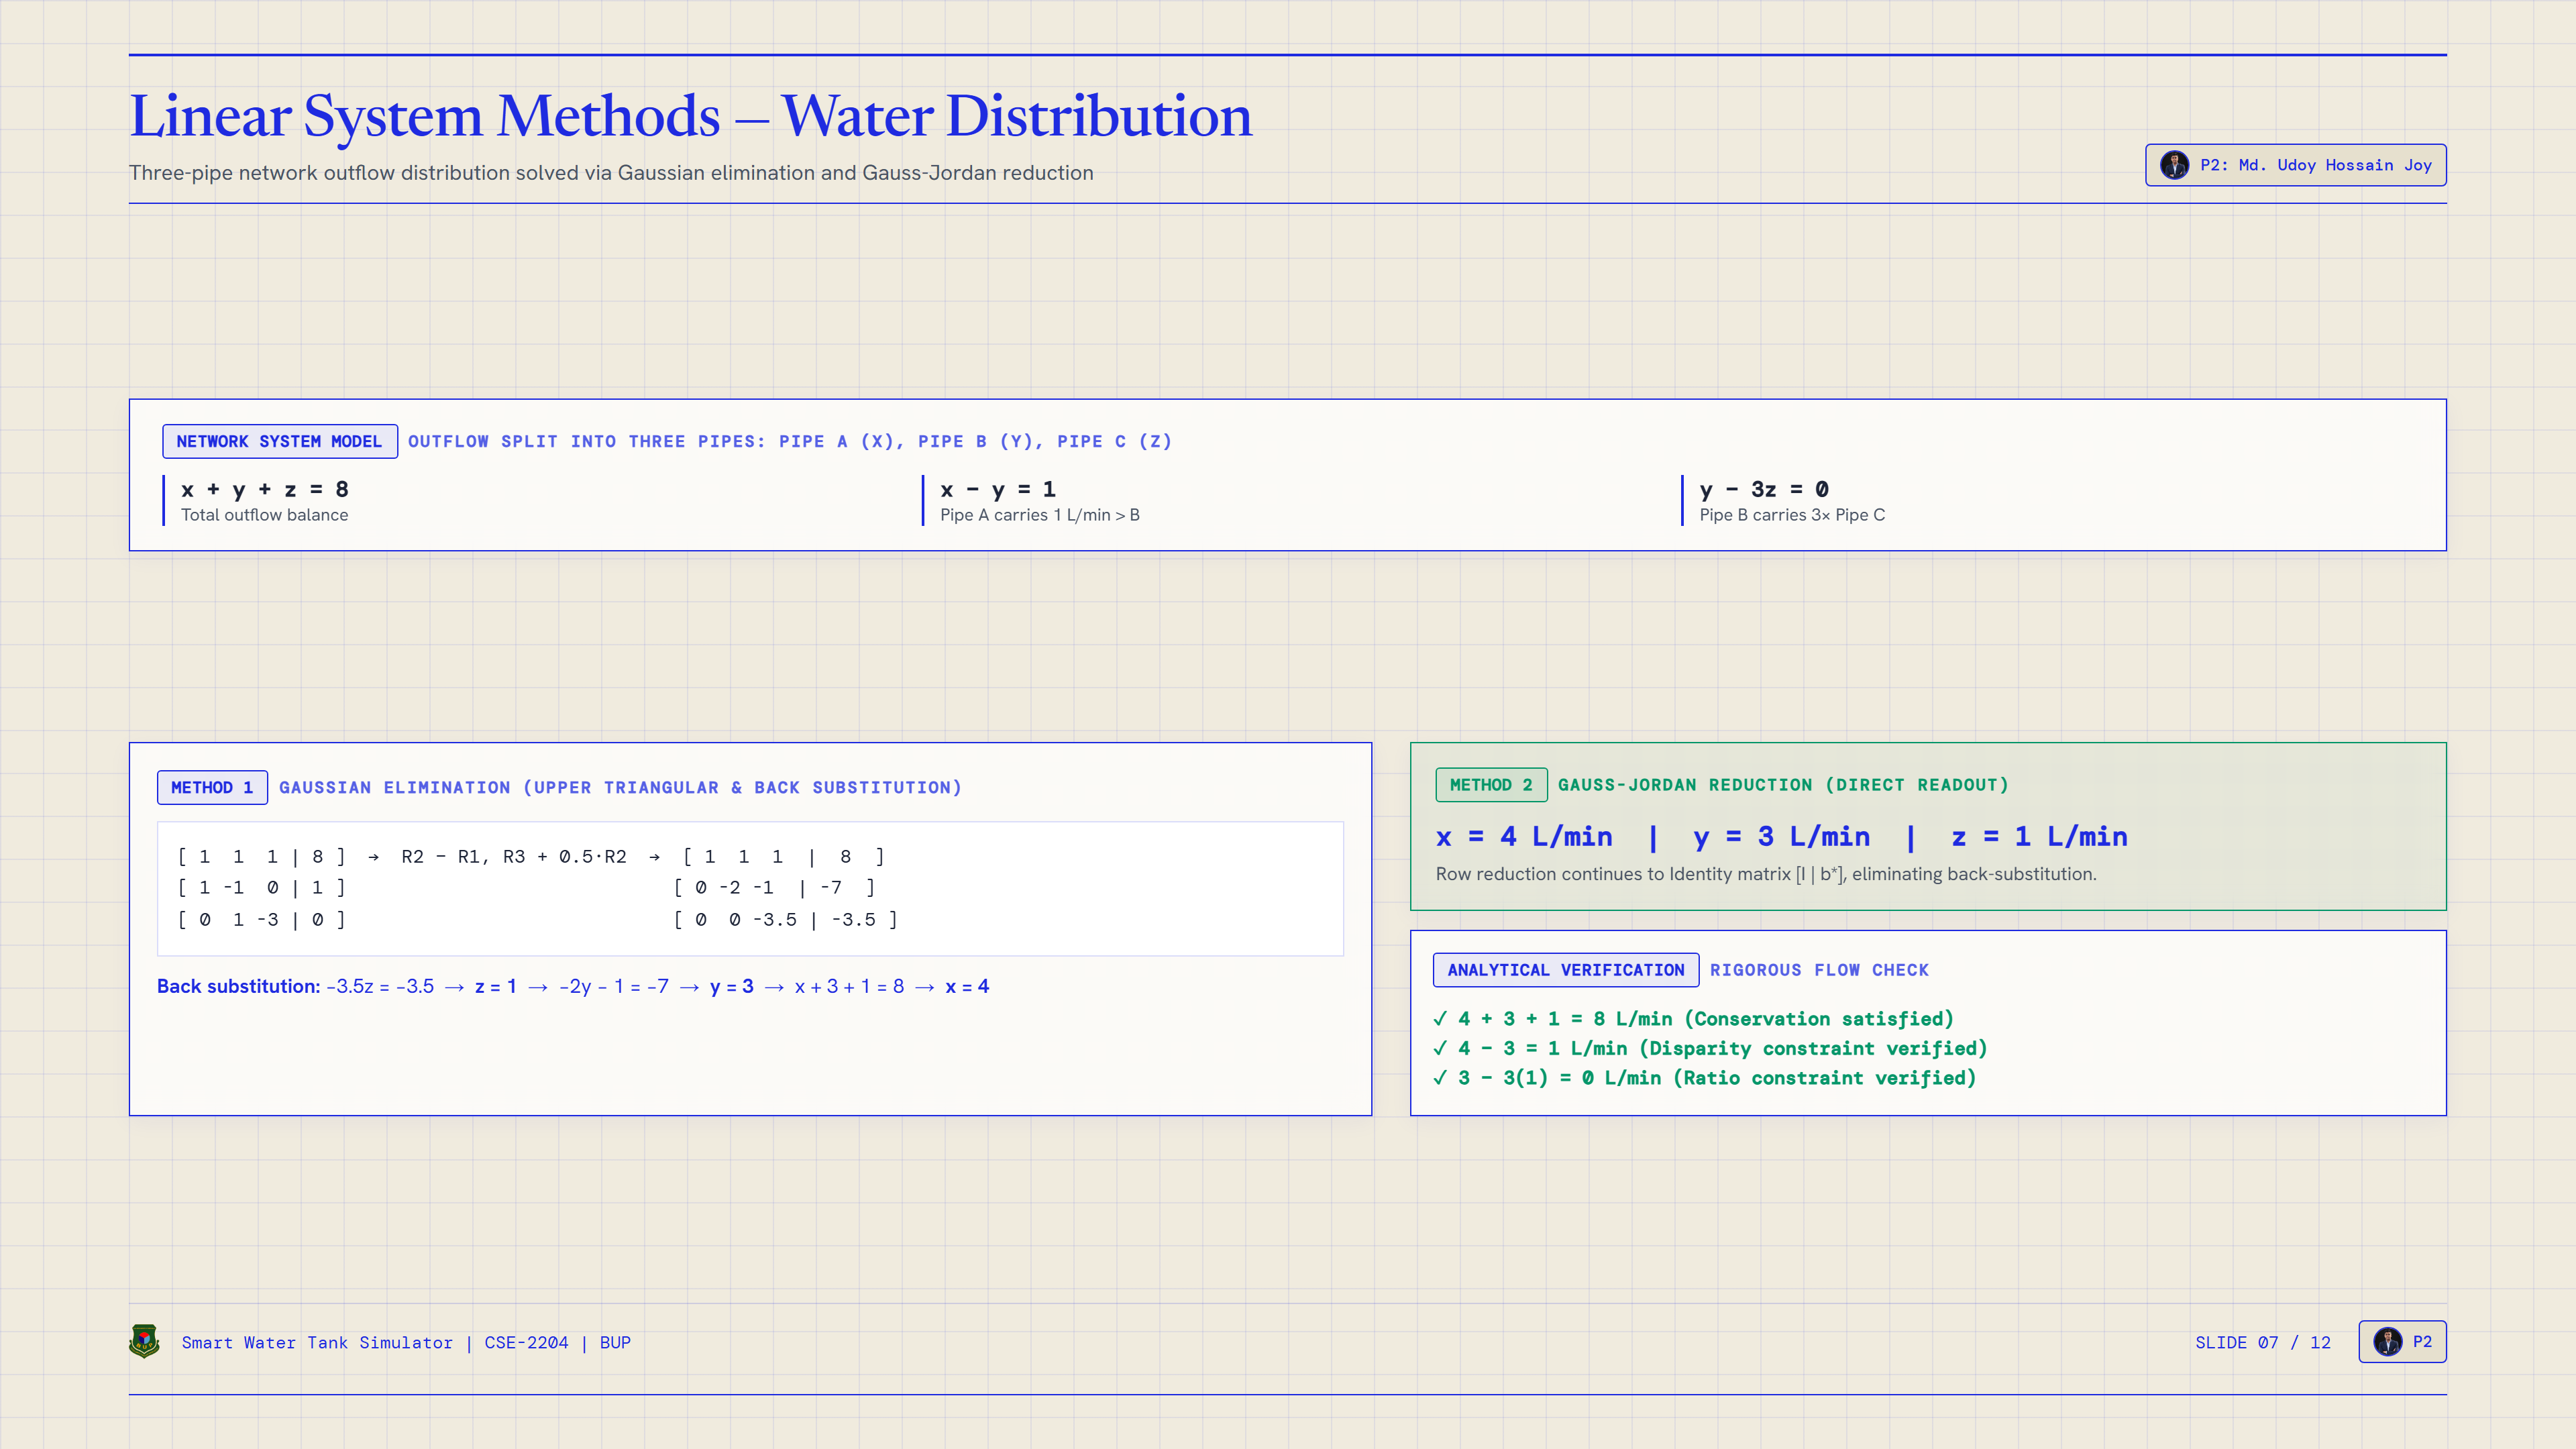 Linear System Methods — Water Distribution
Three-pipe network outflow distribution solved via Gaussian elimination and Gauss-Jordan reduction
P2: Md. Udoy Hossain Joy
NETWORK SYSTEM MODEL OUTFLOW SPLIT INTO THREE PIPES: PIPE A (X), PIPE B (Y), PIPE C (Z)
x + y + z = 8
Total outflow balance
x − y = 1
Pipe A carries 1 L/min > B
y − 3z = 0
Pipe B carries 3× Pipe C
METHOD 1 GAUSSIAN ELIMINATION (UPPER TRIANGULAR & BACK SUBSTITUTION)
[ 1  1  1 | 8 ]  →  R2 − R1, R3 + 0.5·R2  →  [ 1  1  1  |  8  ]
[ 1 -1  0 | 1 ]                             [ 0 -2 -1  | -7  ]
[ 0  1 -3 | 0 ]                             [ 0  0 -3.5 | -3.5 ]
Back substitution: −3.5z = −3.5 → z = 1 → −2y − 1 = −7 → y = 3 → x + 3 + 1 = 8 → x = 4
METHOD 2 GAUSS-JORDAN REDUCTION (DIRECT READOUT)
x = 4 L/min | y = 3 L/min | z = 1 L/min
Row reduction continues to Identity matrix [I | b*], eliminating back-substitution.
ANALYTICAL VERIFICATION RIGOROUS FLOW CHECK
✓ 4 + 3 + 1 = 8 L/min (Conservation satisfied)
✓ 4 − 3 = 1 L/min (Disparity constraint verified)
✓ 3 − 3(1) = 0 L/min (Ratio constraint verified)
BUP
Smart Water Tank Simulator | CSE-2204 | BUP
SLIDE 07 / 12
P2